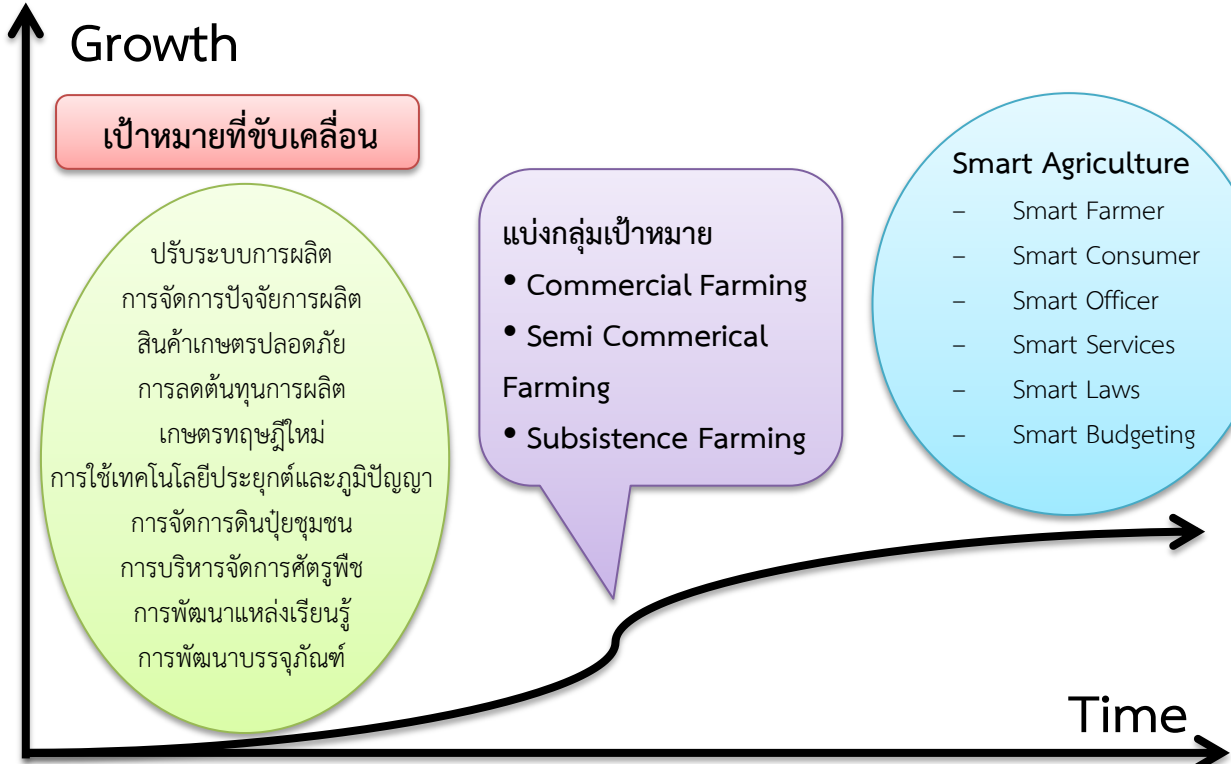 Growth
เป้าหมายที่ขับเคลื่อน
ปรับระบบการผลิต
การจัดการปัจจัยการผลิต
สินค้าเกษตรปลอดภัย
การลดต้นทุนการผลิต
เกษตรทฤษฎีใหม่
การใช้เทคโนโลยีประยุกต์และภูมิปัญญา
การจัดการดินปุ๋ยชุมชน
การบริหารจัดการศัตรูพืช
การพัฒนาแหล่งเรียนรู้
การพัฒนาบรรจุภัณฑ์
แบ่งกลุ่มเป้าหมาย
• Commercial Farming
• Semi Commerical
Farming
• Subsistence Farming
Smart Agriculture
– Smart Farmer
– Smart Consumer
– Smart Officer
– Smart Services
– Smart Laws
– Smart Budgeting
Time